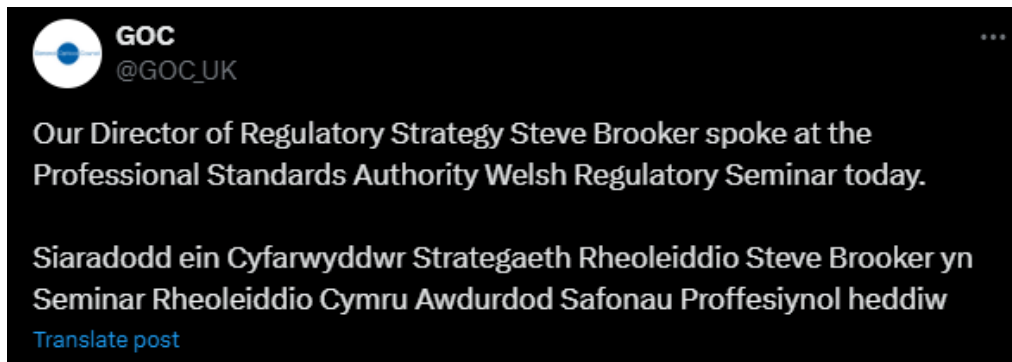 GOC
@GOC_UK
Our Director of Regulatory Strategy Steve Brooker spoke at the
Professional Standards Authority Welsh Regulatory Seminar today.
Siaradodd ein Cyfarwyddwr Strategaeth Rheoleiddio Steve Brooker yn
Seminar Rheoleiddio Cymru Awdurdod Safonau Proffesiynol heddiw
Translate post